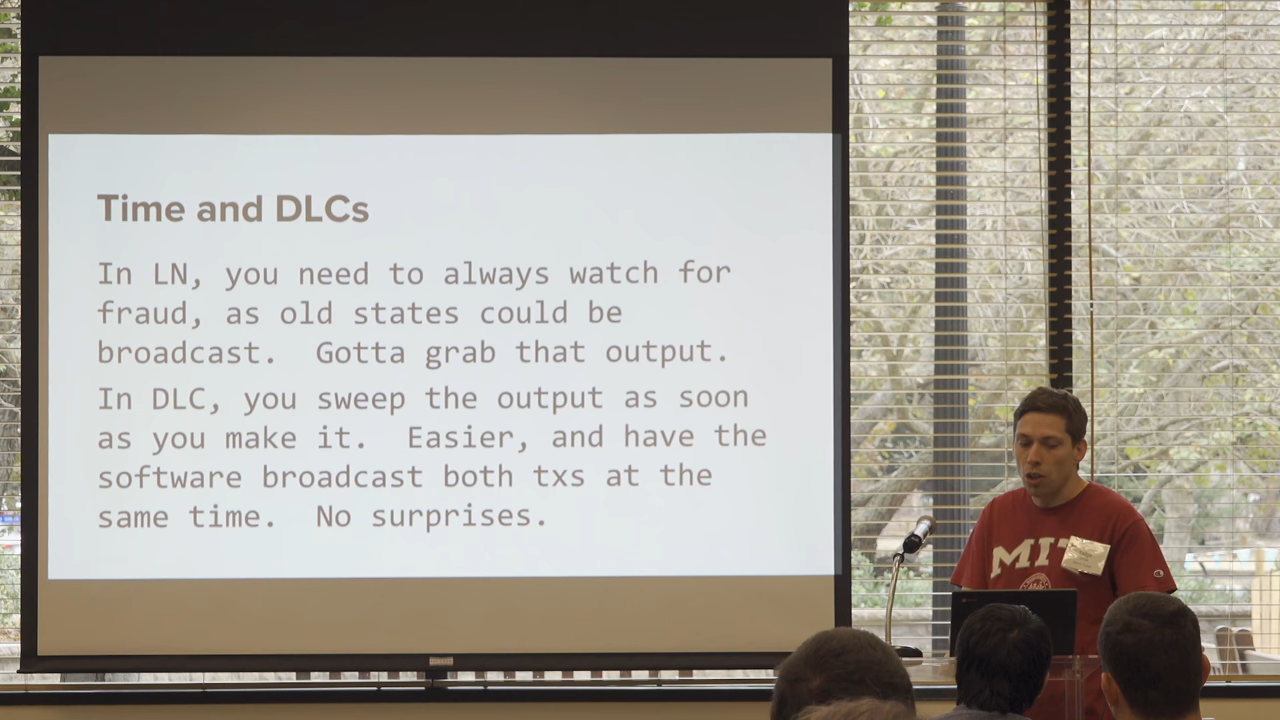 Time and DLCs
In LN, you need to always watch for
fraud, as old states could be
broadcast.  Gotta grab that output.
In DLC, you sweep the output as soon
as you make it.  Easier, and have the
software broadcast both txs at the
same time.  No surprises.
MIT